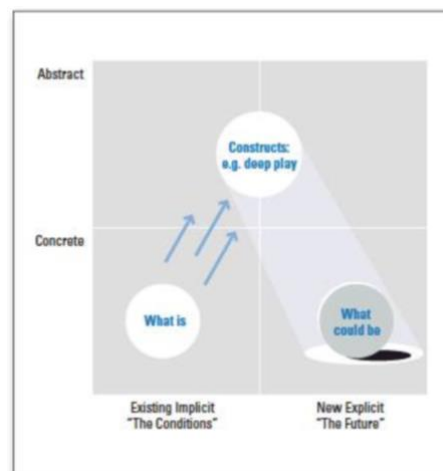 Abstract
Constructs:
e.g. deep play
Concrete
What is
What
could be
Existing Implicit
"The Conditions"
New Explicit
"The Future"